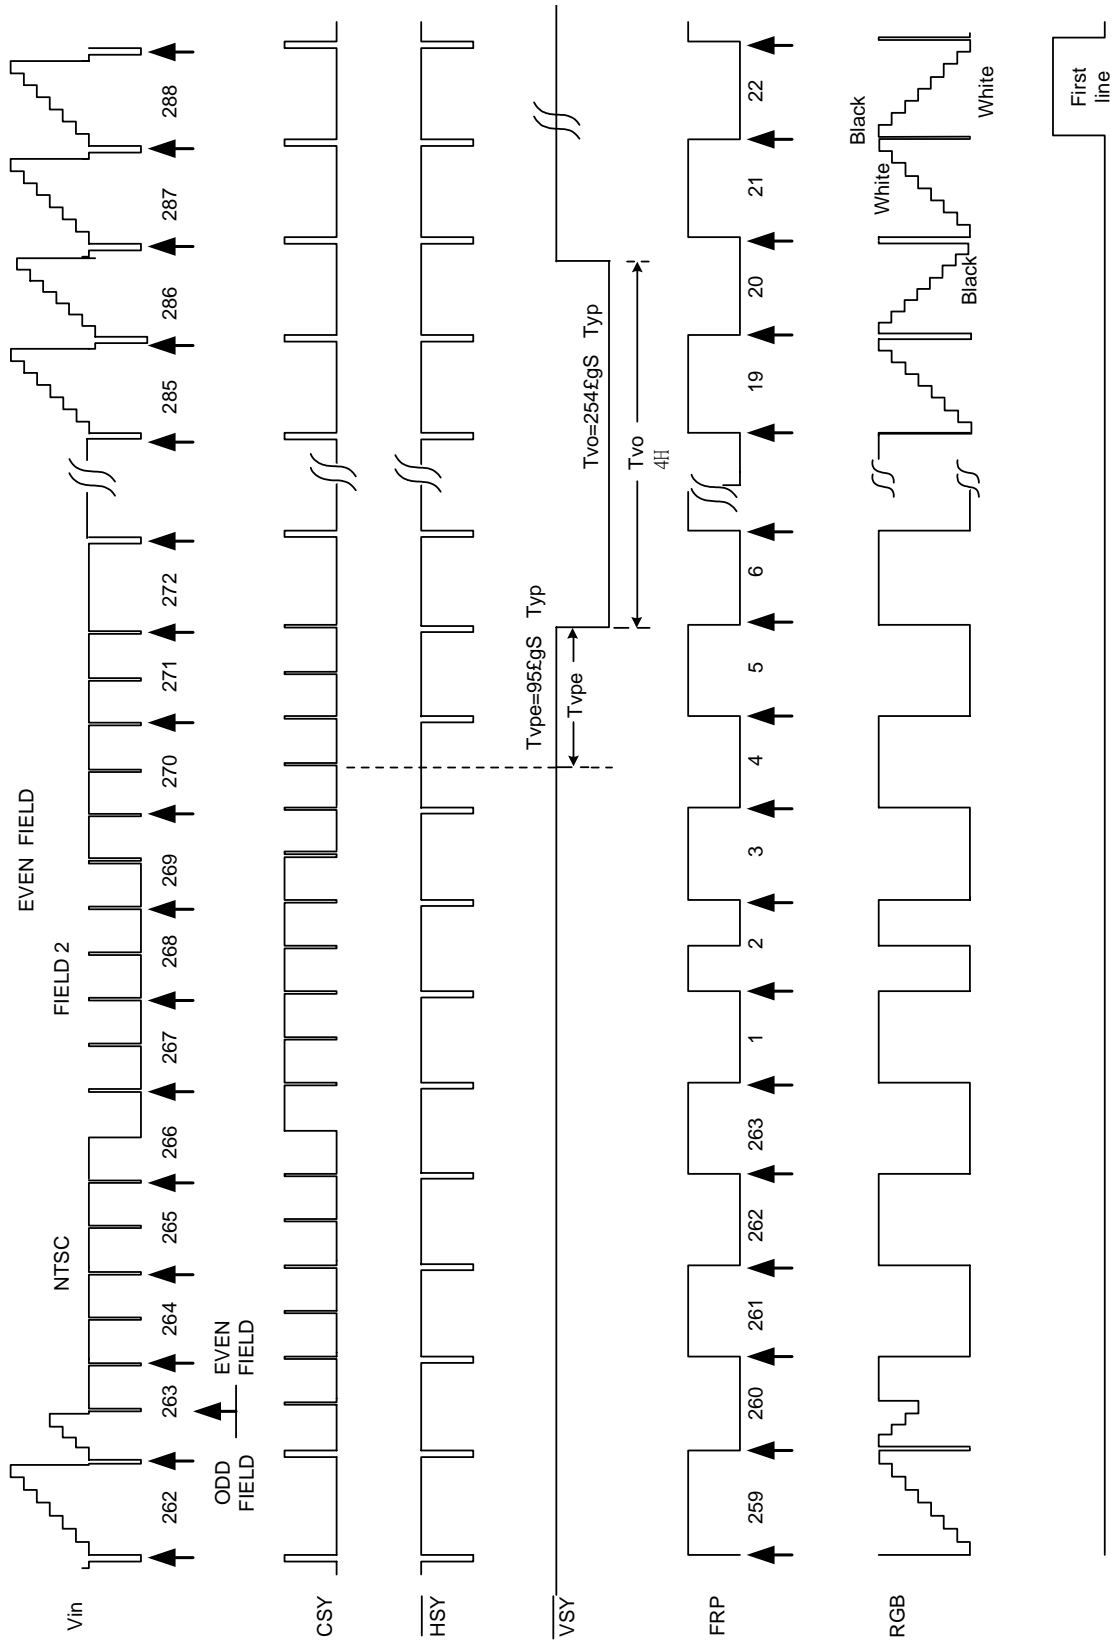 EVEN FIELD
NTSC FIELD 2
Vin
262 263 264 265 266 267 268 269 270 271 272 285 286 287 288
ODD FIELD
EVEN FIELD
CSY
HSY
VSY
Tvpe=95££gS Typ
Tvpe
Tvo=254££gS Typ
Tvo
4H
FRP
259 260 261 262 263 1 2 3 4 5 6 19 20 21 22
RGB
White
Black
Black
White
First line